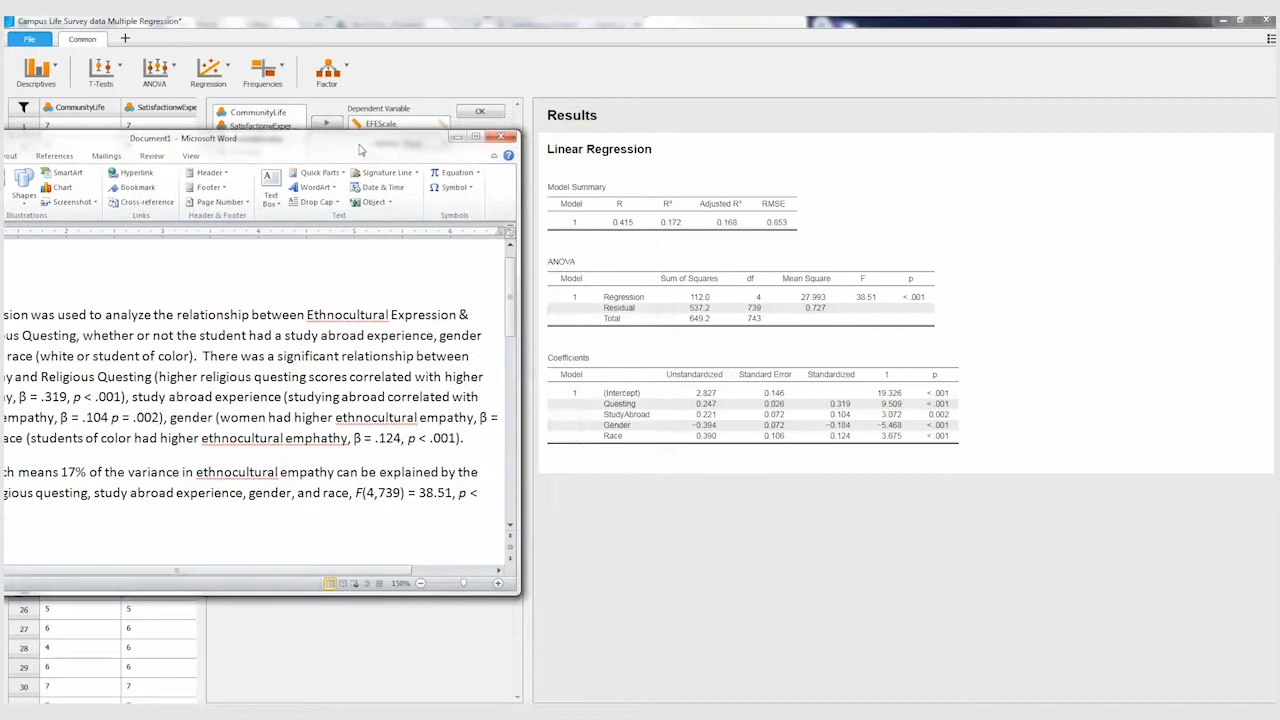 Campus Life Survey data Multiple Regression*
File Common +
Descriptives T-Tests ANOVA Regression Frequencies Factor
CommunityLife SatisfactionwExpe
7 7
CommunityLife
SatisfactionwExper
Dependent Variable
EFEScale
OK
Document1 - Microsoft Word
yout References Mailings Review View
Shapes
SmartArt
Chart
Screenshot
Illustrations
Hyperlink
Bookmark
Cross-reference
Links
Header
Footer
Page Number
Header & Footer
A
Text Box
Quick Parts
WordArt
Drop Cap
Signature Line
Date & Time
Object
Text
Equation
Symbol
Symbols
1 2 3 4 5 6
sion was used to analyze the relationship between Ethnocultural Expression &
us Questing, whether or not the student had a study abroad experience, gender
race (white or student of color). There was a significant relationship between
hy and Religious Questing (higher religious questing scores correlated with higher
y, β = .319, p < .001), study abroad experience (studying abroad correlated with
empathy, β = .104 p = .002), gender (women had higher ethnocultural empathy, β =
ace (students of color had higher ethnocultural emphathy, β = .124, p < .001).
ch means 17% of the variance in ethnocultural empathy can be explained by the
gious questing, study abroad experience, gender, and race, F(4,739) = 38.51, p <
150%
26 5 5
27 6 6
28 4 6
29 6 6
30 7 7
Results
Linear Regression
Model Summary
Model R R² Adjusted R² RMSE
1 0.415 0.172 0.168 0.853
ANOVA
Model Sum of Squares df Mean Square F p
1 Regression 112.0 4 27.993 38.51 < .001
Residual 537.2 739 0.727
Total 649.2 743
Coefficients
Model Unstandardized Standard Error Standardized t p
1 (Intercept) 2.827 0.146 19.326 < .001
Questing 0.247 0.026 0.319 9.509 < .001
StudyAbroad 0.221 0.072 0.104 3.072 0.002
Gender −0.394 0.072 −0.184 −5.468 < .001
Race 0.390 0.106 0.124 3.675 < .001